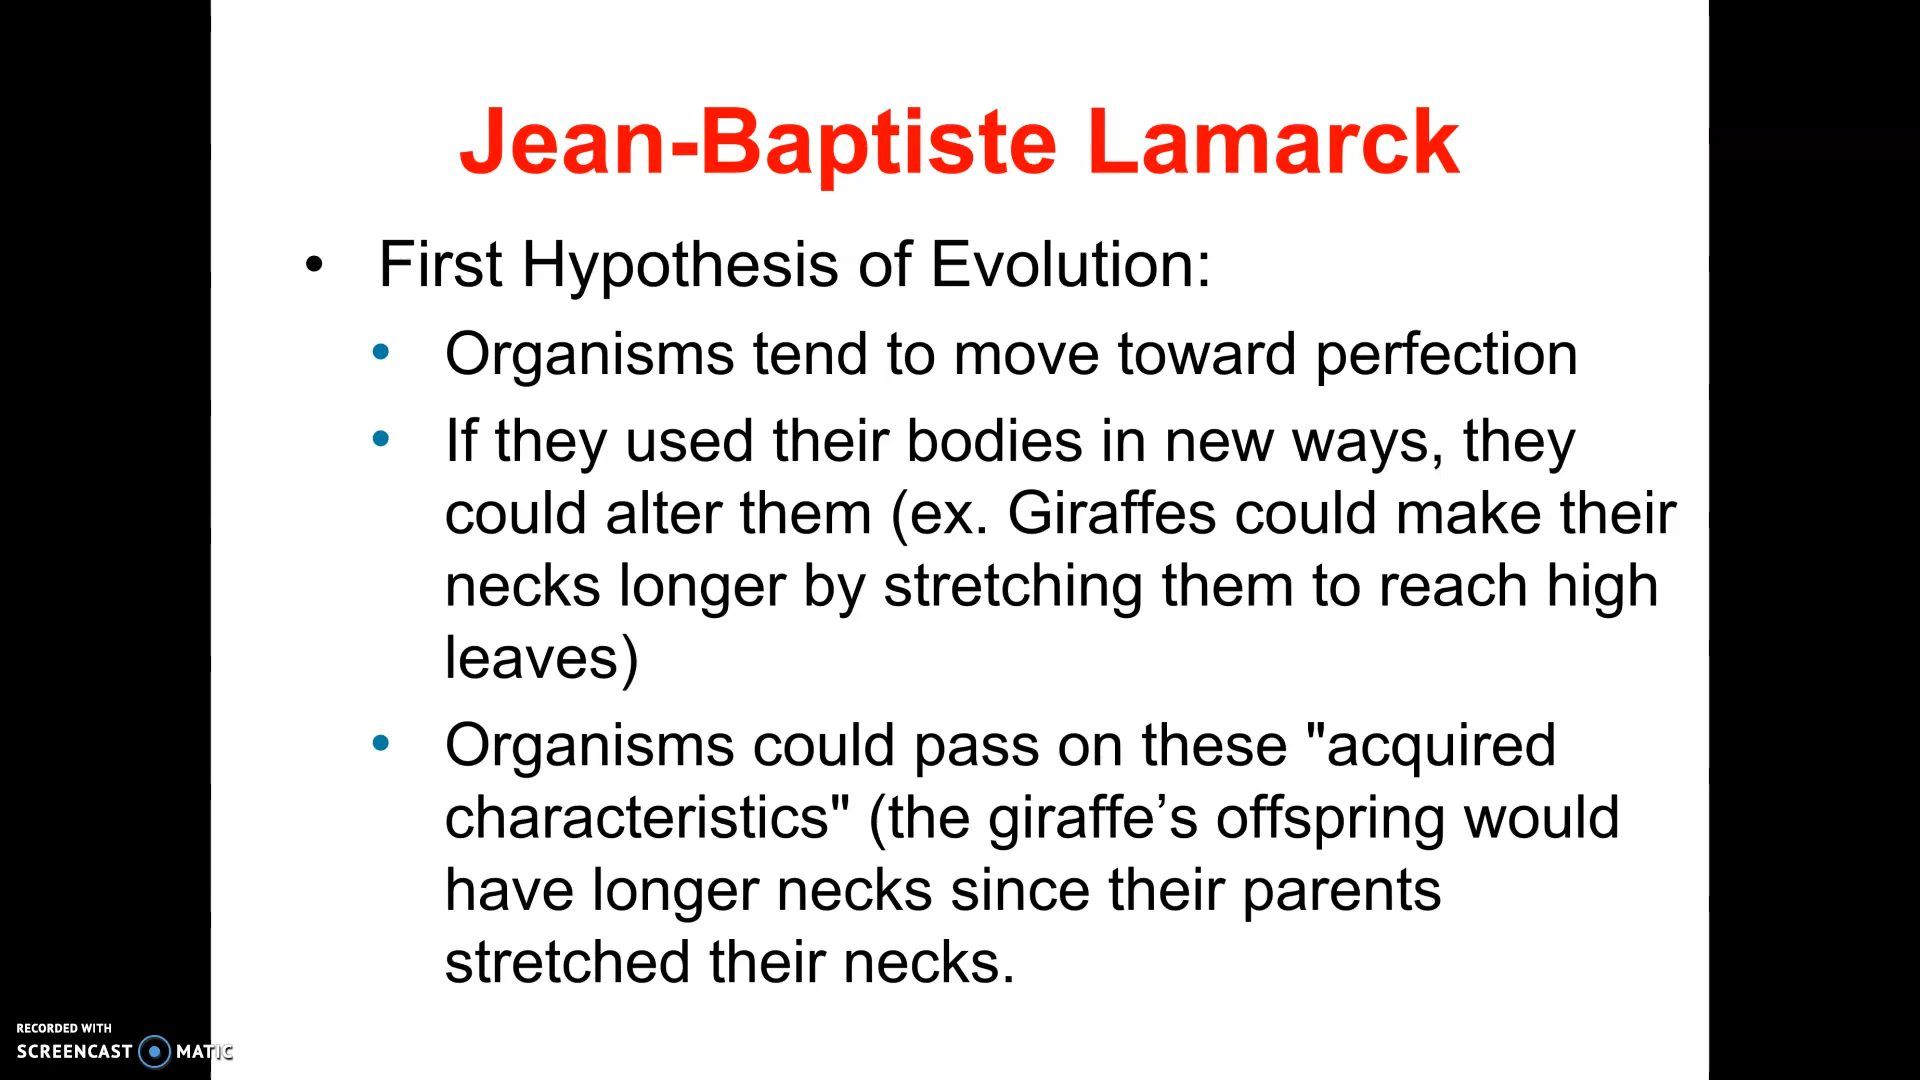 Jean-Baptiste Lamarck
• First Hypothesis of Evolution:
• Organisms tend to move toward perfection
• If they used their bodies in new ways, they
could alter them (ex. Giraffes could make their
necks longer by stretching them to reach high
leaves)
• Organisms could pass on these "acquired
characteristics" (the giraffe’s offspring would
have longer necks since their parents
stretched their necks.
RECORDED WITH
SCREENCAST MATIC